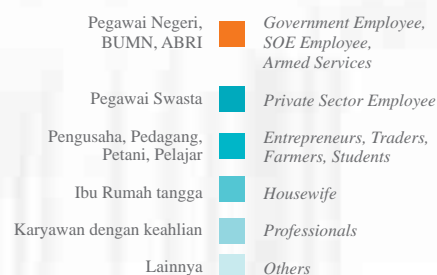 Pegawai Negeri,
BUMN, ABRI
Government Employee,
SOE Employee,
Armed Services
Pegawai Swasta
Private Sector Employee
Pengusaha, Pedagang,
Petani, Pelajar
Entrepreneurs, Traders,
Farmers, Students
Ibu Rumah tangga
Housewife
Karyawan dengan keahlian
Professionals
Lainnya
Others